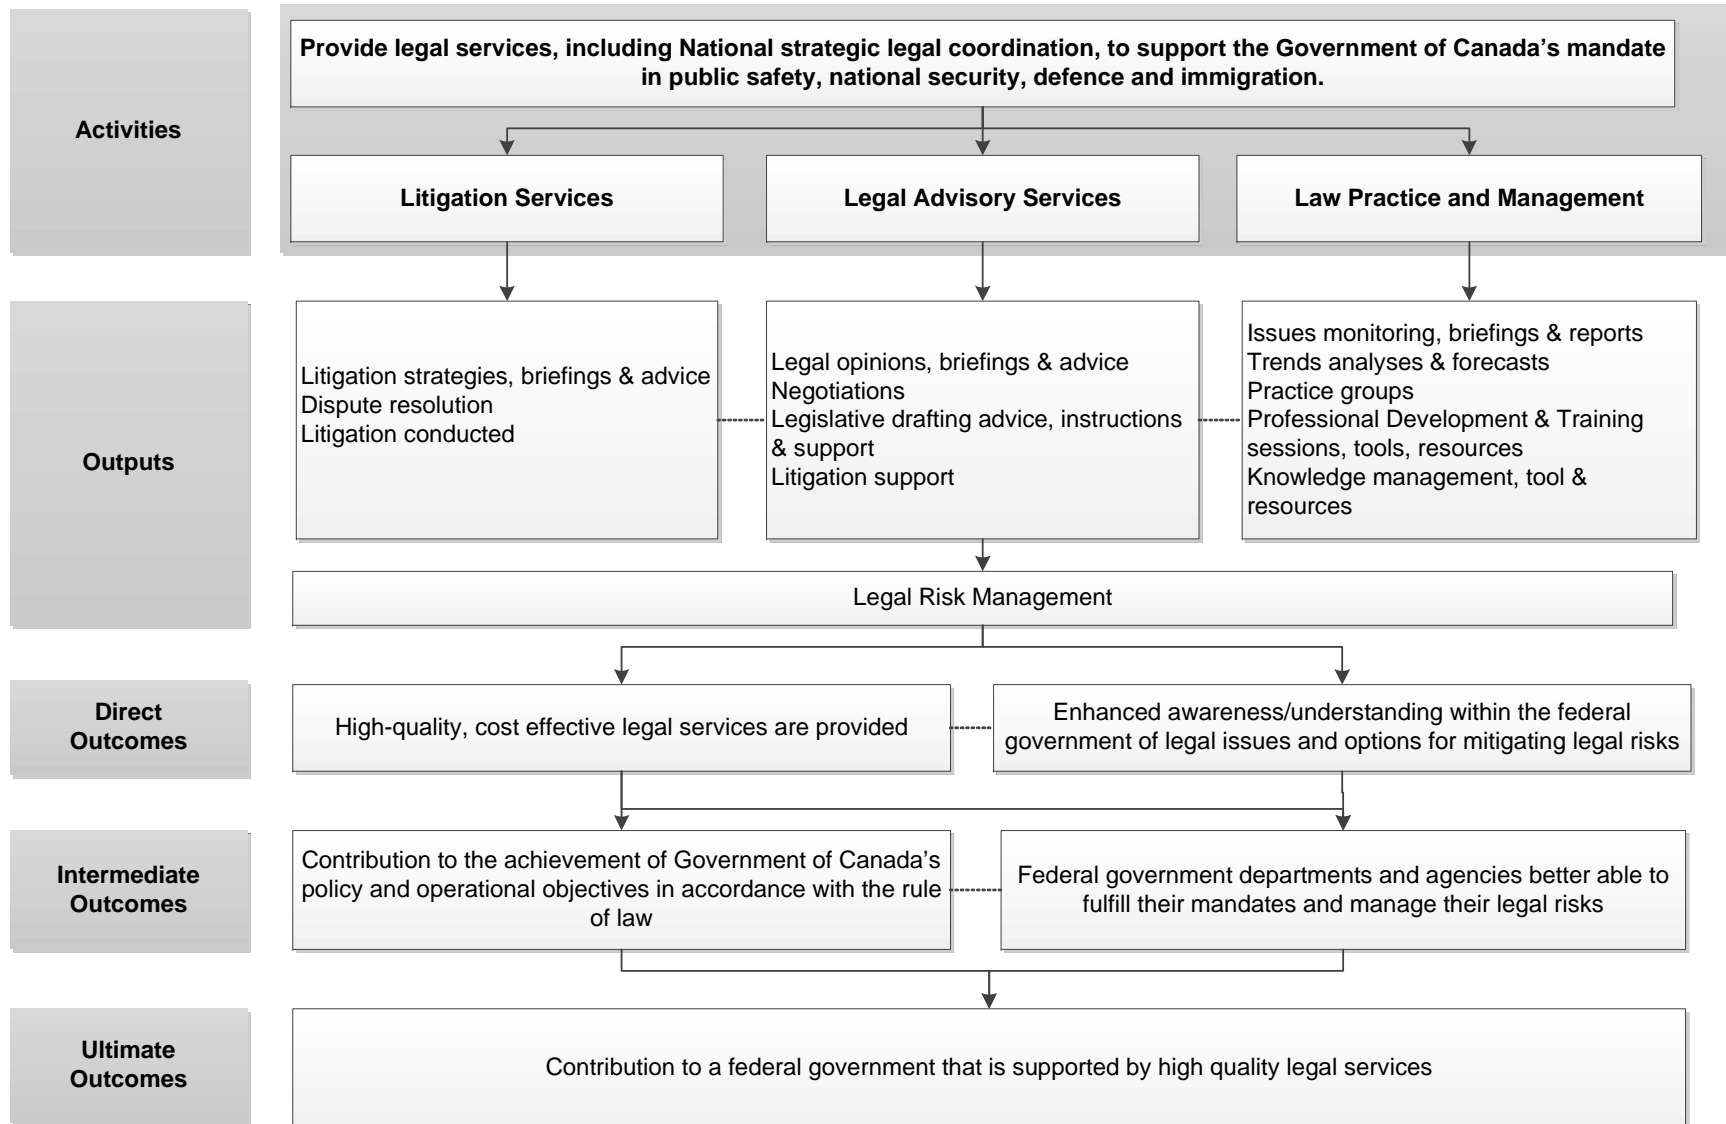 Activities
Provide legal services, including National strategic legal coordination, to support the Government of Canada’s mandate
in public safety, national security, defence and immigration.
Litigation Services
Legal Advisory Services
Law Practice and Management
Outputs
Litigation strategies, briefings & advice
Dispute resolution
Litigation conducted
Legal opinions, briefings & advice
Negotiations
Legislative drafting advice, instructions
& support
Litigation support
Issues monitoring, briefings & reports
Trends analyses & forecasts
Practice groups
Professional Development & Training
sessions, tools, resources
Knowledge management, tool &
resources
Legal Risk Management
Direct
Outcomes
High-quality, cost effective legal services are provided
Enhanced awareness/understanding within the federal
government of legal issues and options for mitigating legal risks
Intermediate
Outcomes
Contribution to the achievement of Government of Canada’s
policy and operational objectives in accordance with the rule
of law
Federal government departments and agencies better able to
fulfill their mandates and manage their legal risks
Ultimate
Outcomes
Contribution to a federal government that is supported by high quality legal services